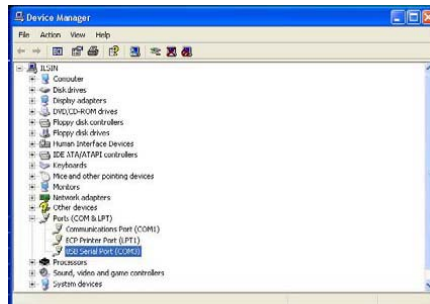 Device Manager
File Action View Help
ILSIN
Computer
Disk drives
Display adapters
DVD/CD-ROM drives
Floppy disk controllers
Floppy disk drives
Human Interface Devices
IDE ATA/ATAPI controllers
Keyboards
Mice and other pointing devices
Monitors
Network adapters
Other devices
Ports (COM & LPT)
Communications Port (COM1)
ECP Printer Port (LPT1)
USB Serial Port (COM3)
Processors
Sound, video and game controllers
System devices